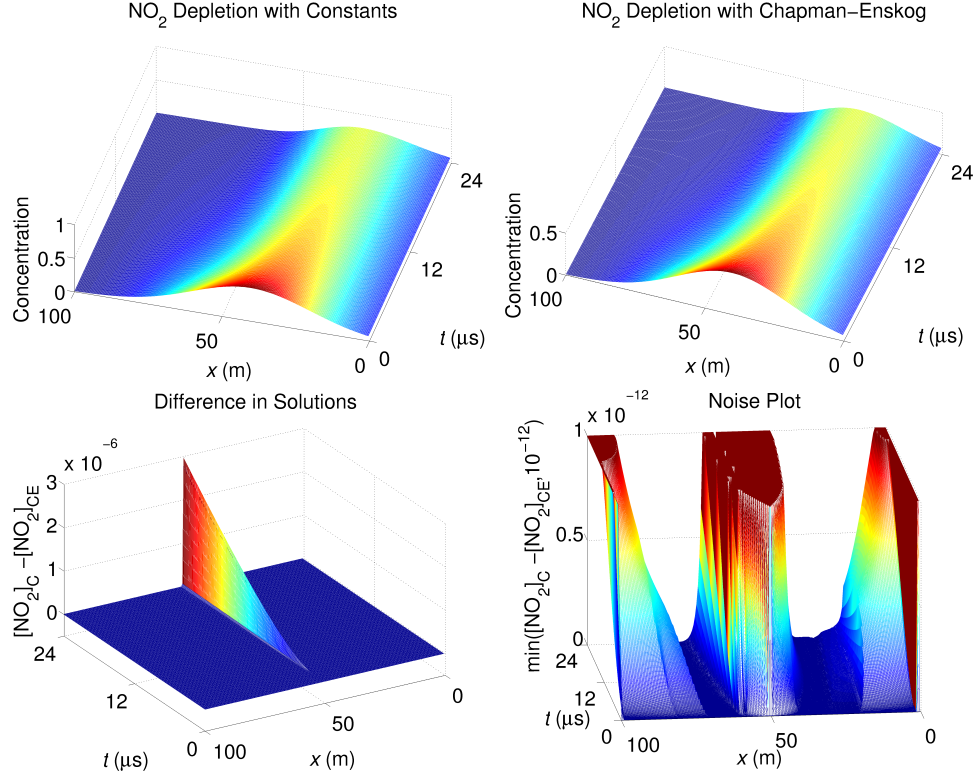 NO2 Depletion with Constants
Concentration
1
0.5
0
100
50
0
x (m)
0
12
24
t (μs)
NO2 Depletion with Chapman−Enskog
Concentration
0.5
0
100
50
0
x (m)
0
12
24
t (μs)
Difference in Solutions
x 10−6
[NO2]C −[NO2]CE
3
2
1
0
24
12
0
t (μs)
100
50
0
x (m)
Noise Plot
x 10−12
min([NO2]C −[NO2]CE,10−12)
1
0.5
0
24
12
0
t (μs)
100
50
0
x (m)